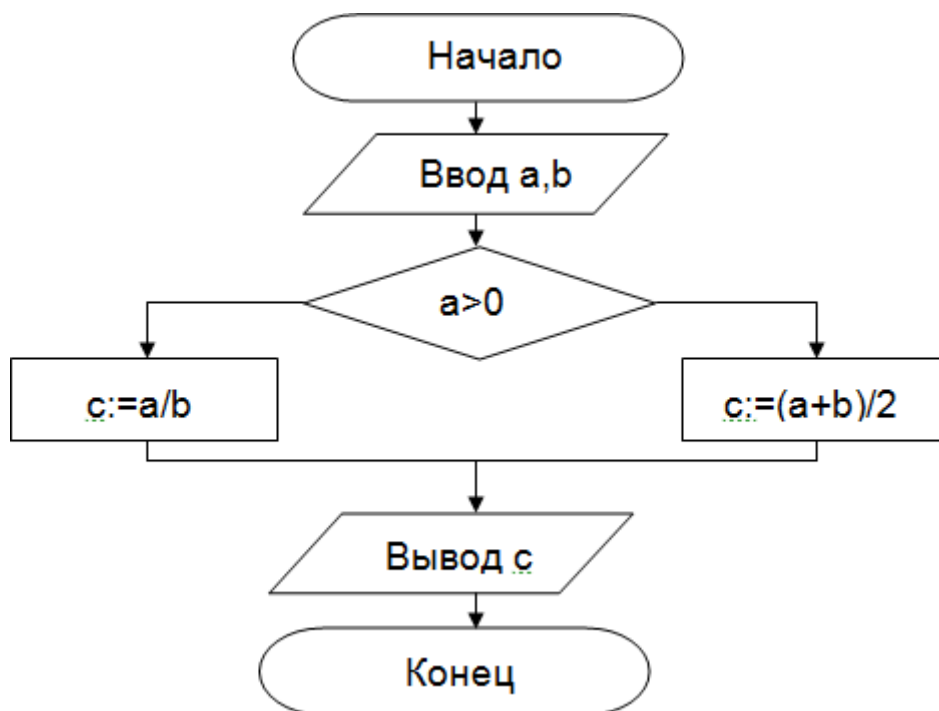 Начало
Ввод a,b
a>0
c:=a/b
c:=(a+b)/2
Вывод c
Конец